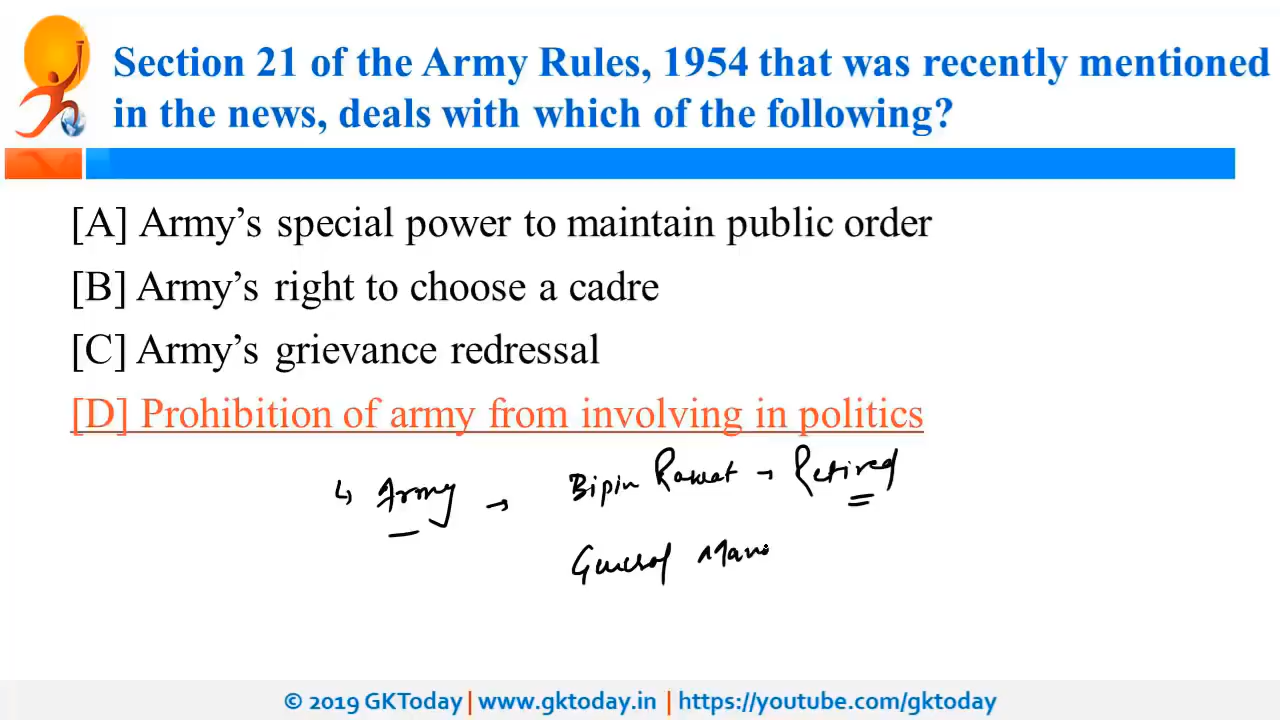 Section 21 of the Army Rules, 1954 that was recently mentioned
in the news, deals with which of the following?
[A] Army's special power to maintain public order
[B] Army's right to choose a cadre
[C] Army's grievance redressal
[D] Prohibition of army from involving in politics
↳ Army → Bipin Rawat → Retired
General Mano
© 2019 GKToday | www.gktoday.in | https://youtube.com/gktoday